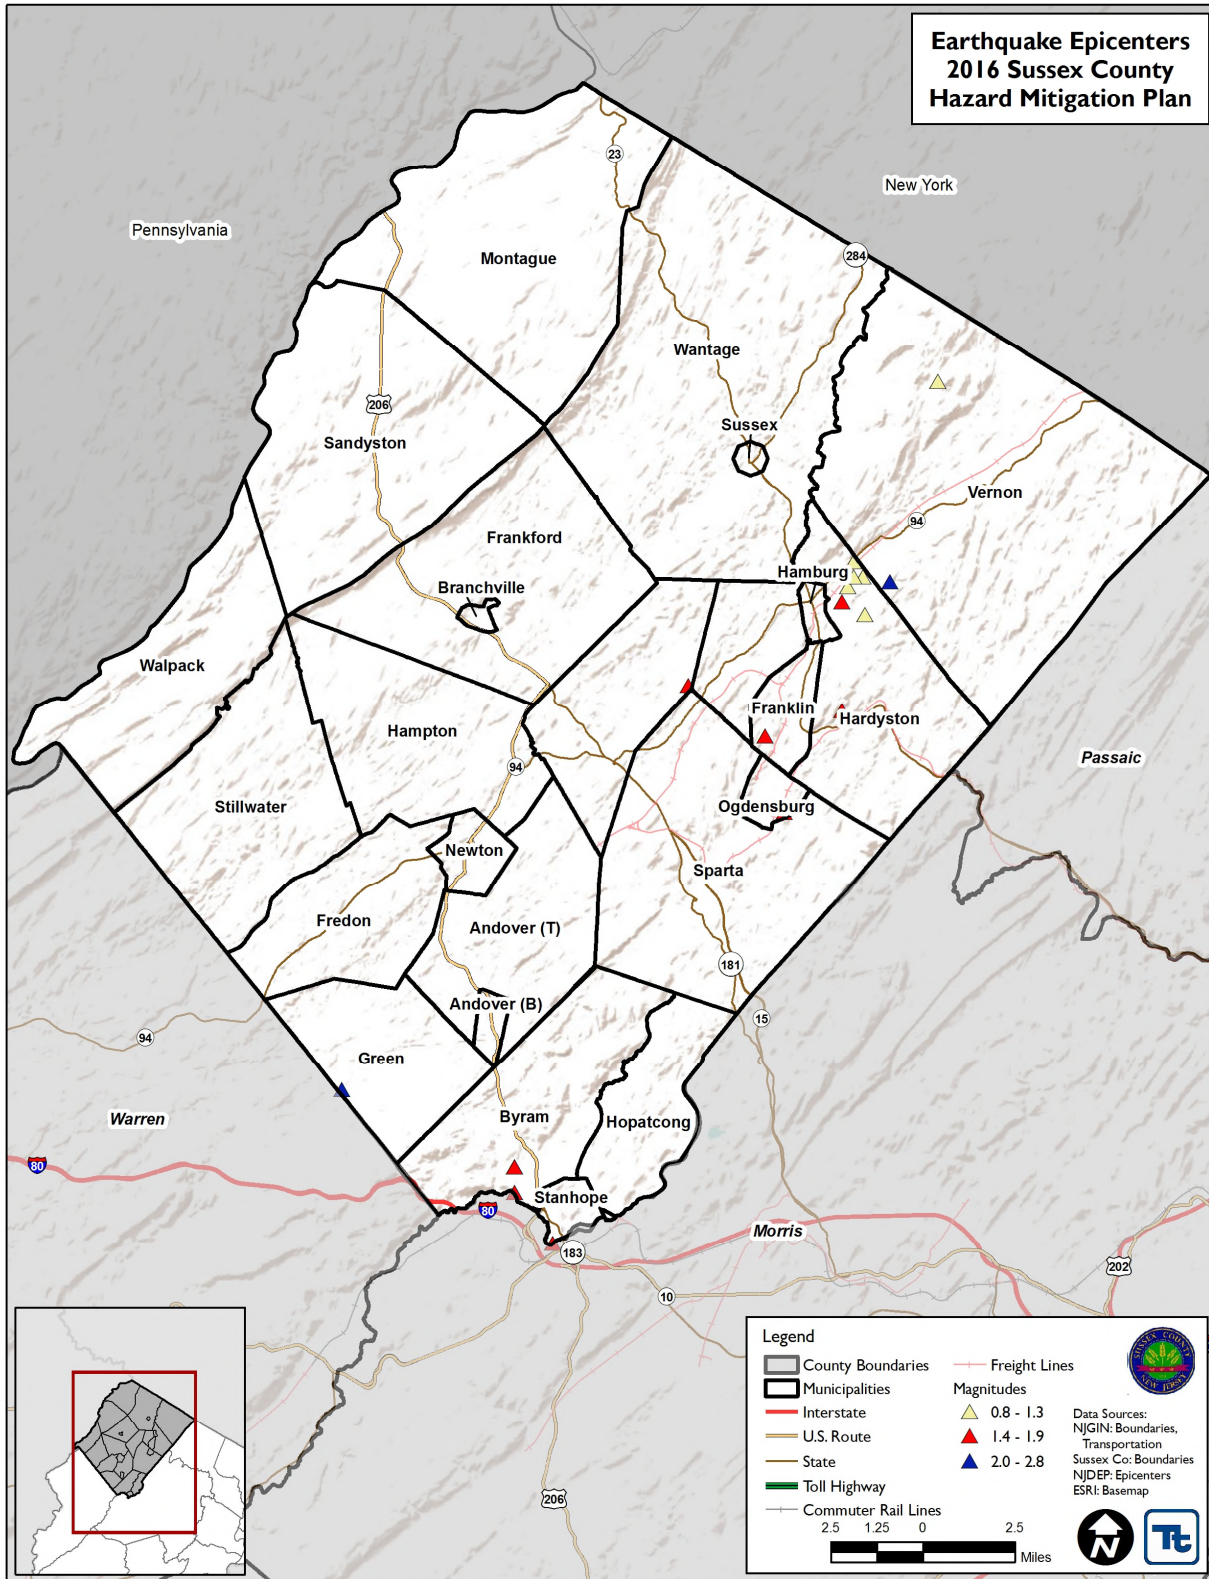 Earthquake Epicenters
2016 Sussex County
Hazard Mitigation Plan
23
New York
Pennsylvania
284
Montague
Wantage
206
Sussex
Sandyston
Vernon
94
Frankford
Hamburg
Branchville
Walpack
Franklin
Hardyston
Hampton
Passaic
94
Stillwater
Ogdensburg
Newton
Sparta
Fredon
Andover (T)
181
Andover (B)
15
94
Green
Byram
Warren
Hopatcong
80
Stanhope
80
Morris
183
202
10
206
Legend
County Boundaries
Municipalities
Interstate
U.S. Route
State
Toll Highway
Commuter Rail Lines
Freight Lines
Magnitudes
0.8 - 1.3
1.4 - 1.9
2.0 - 2.8
SUSSEX COUNTY
NEW JERSEY
Data Sources:
NJGIN: Boundaries,
Transportation
Sussex Co: Boundaries
NJDEP: Epicenters
ESRI: Basemap
2.5 1.25 0 2.5
Miles
N
Tt